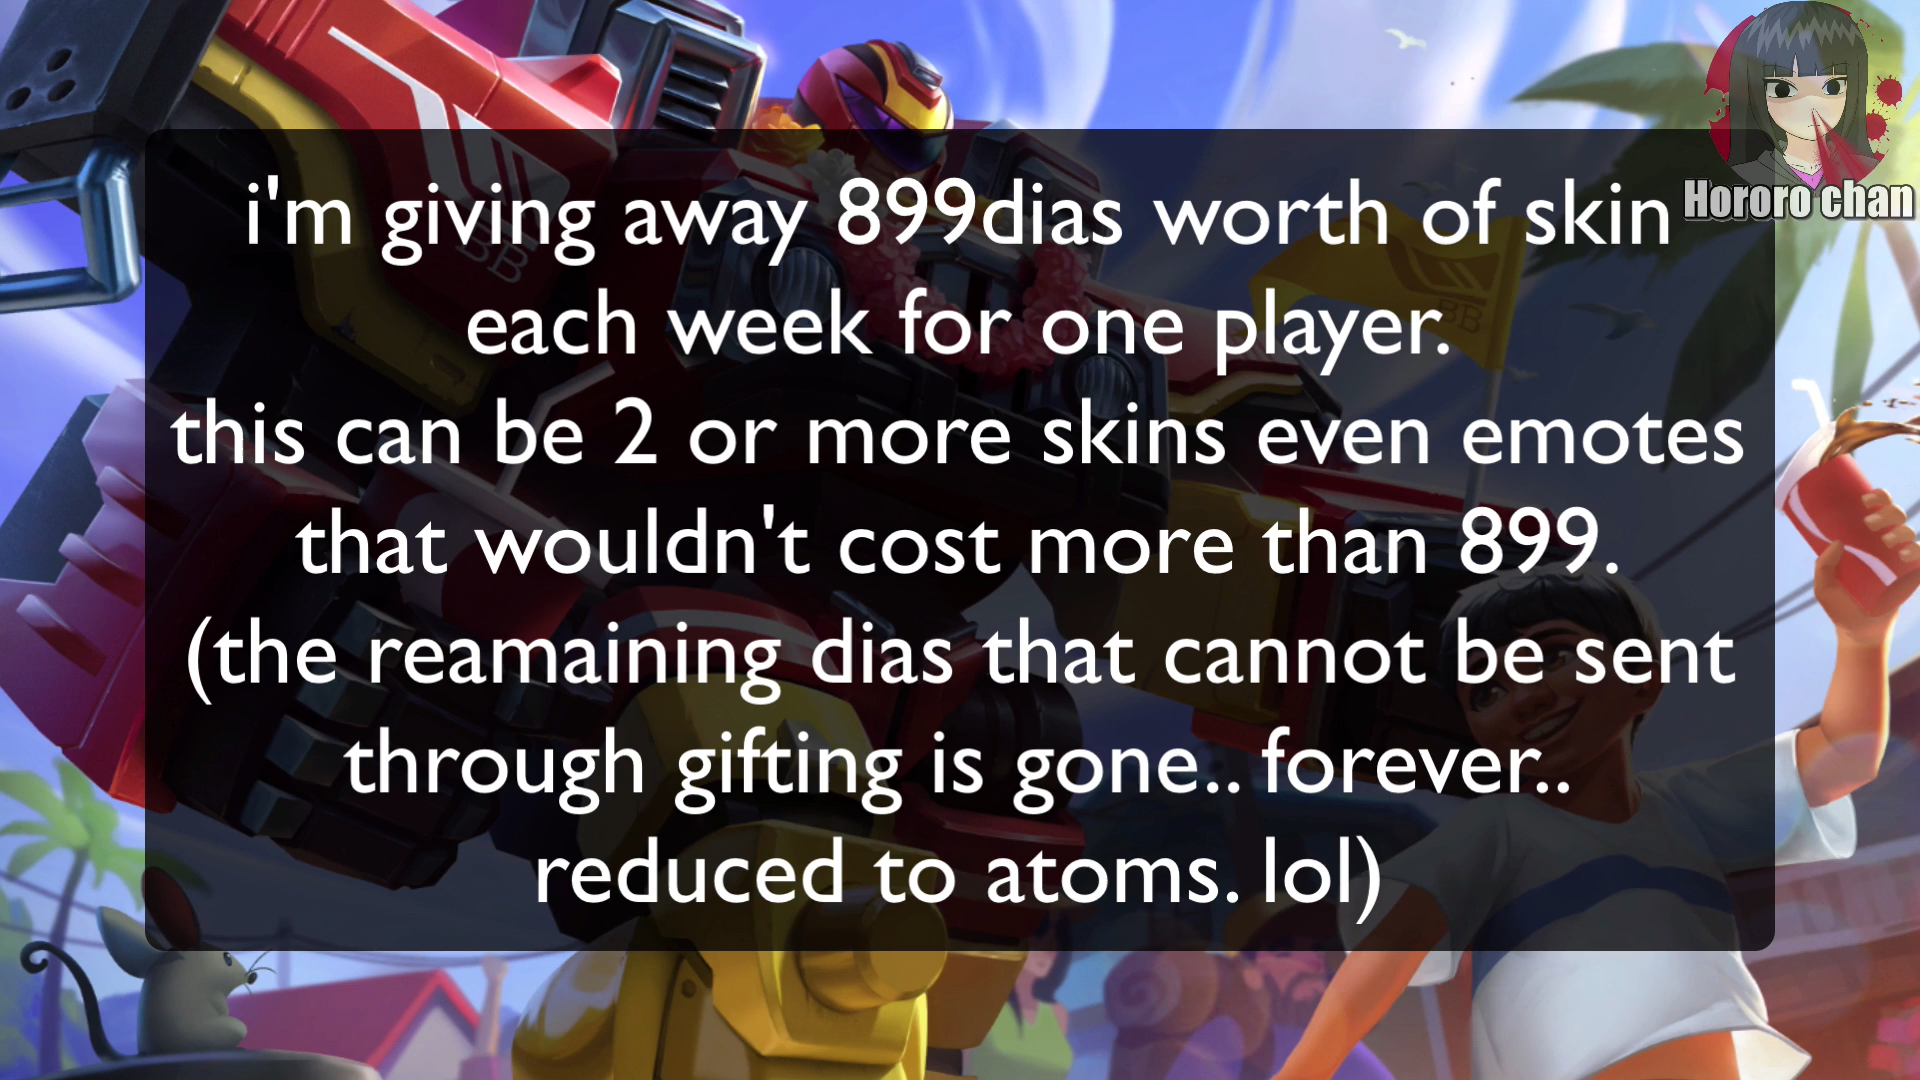 i'm giving away 899dias worth of skin
each week for one player.
this can be 2 or more skins even emotes
that wouldn't cost more than 899.
(the reamaining dias that cannot be sent
through gifting is gone.. forever..
reduced to atoms. lol)
Hororo chan
BB
BB